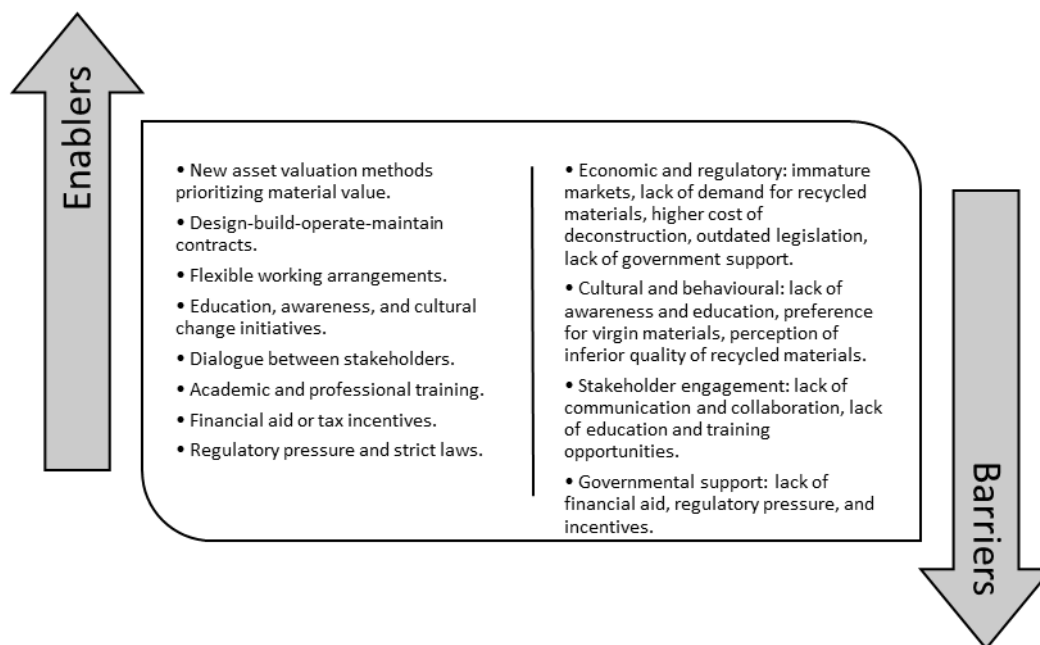 Enablers
• New asset valuation methods
prioritizing material value.
• Design-build-operate-maintain
contracts.
• Flexible working arrangements.
• Education, awareness, and cultural
change initiatives.
• Dialogue between stakeholders.
• Academic and professional training.
• Financial aid or tax incentives.
• Regulatory pressure and strict laws.
• Economic and regulatory: immature
markets, lack of demand for recycled
materials, higher cost of
deconstruction, outdated legislation,
lack of government support.
• Cultural and behavioural: lack of
awareness and education, preference
for virgin materials, perception of
inferior quality of recycled materials.
• Stakeholder engagement: lack of
communication and collaboration, lack
of education and training
opportunities.
• Governmental support: lack of
financial aid, regulatory pressure, and
incentives.
Barriers